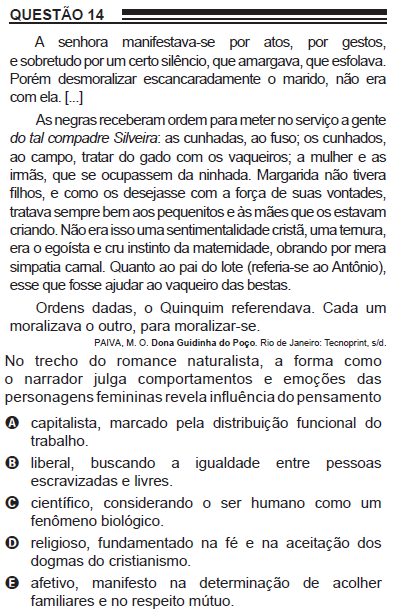 QUESTÃO 14
A senhora manifestava-se por atos, por gestos,
e sobretudo por um certo silêncio, que amargava, que esfolava.
Porém desmoralizar escancaradamente o marido, não era
com ela. [...]
As negras receberam ordem para meter no serviço a gente
do tal compadre Silveira: as cunhadas, ao fuso; os cunhados,
ao campo, tratar do gado com os vaqueiros; a mulher e as
irmãs, que se ocupassem da ninhada. Margarida não tivera
filhos, e como os desejasse com a força de suas vontades,
tratava sempre bem aos pequenitos e às mães que os estavam
criando. Não era isso uma sentimentalidade cristã, uma ternura,
era o egoísta e cru instinto da maternidade, obrando por mera
simpatia carnal. Quanto ao pai do lote (referia-se ao Antônio),
esse que fosse ajudar ao vaqueiro das bestas.
Ordens dadas, o Quinquim referendava. Cada um
moralizava o outro, para moralizar-se.
PAIVA, M. O. Dona Guidinha do Poço. Rio de Janeiro: Tecnoprint, s/d.
No trecho do romance naturalista, a forma como
o narrador julga comportamentos e emoções das
personagens femininas revela influência do pensamento
A capitalista, marcado pela distribuição funcional do
trabalho.
B liberal, buscando a igualdade entre pessoas
escravizadas e livres.
C científico, considerando o ser humano como um
fenômeno biológico.
D religioso, fundamentado na fé e na aceitação dos
dogmas do cristianismo.
E afetivo, manifesto na determinação de acolher
familiares e no respeito mútuo.